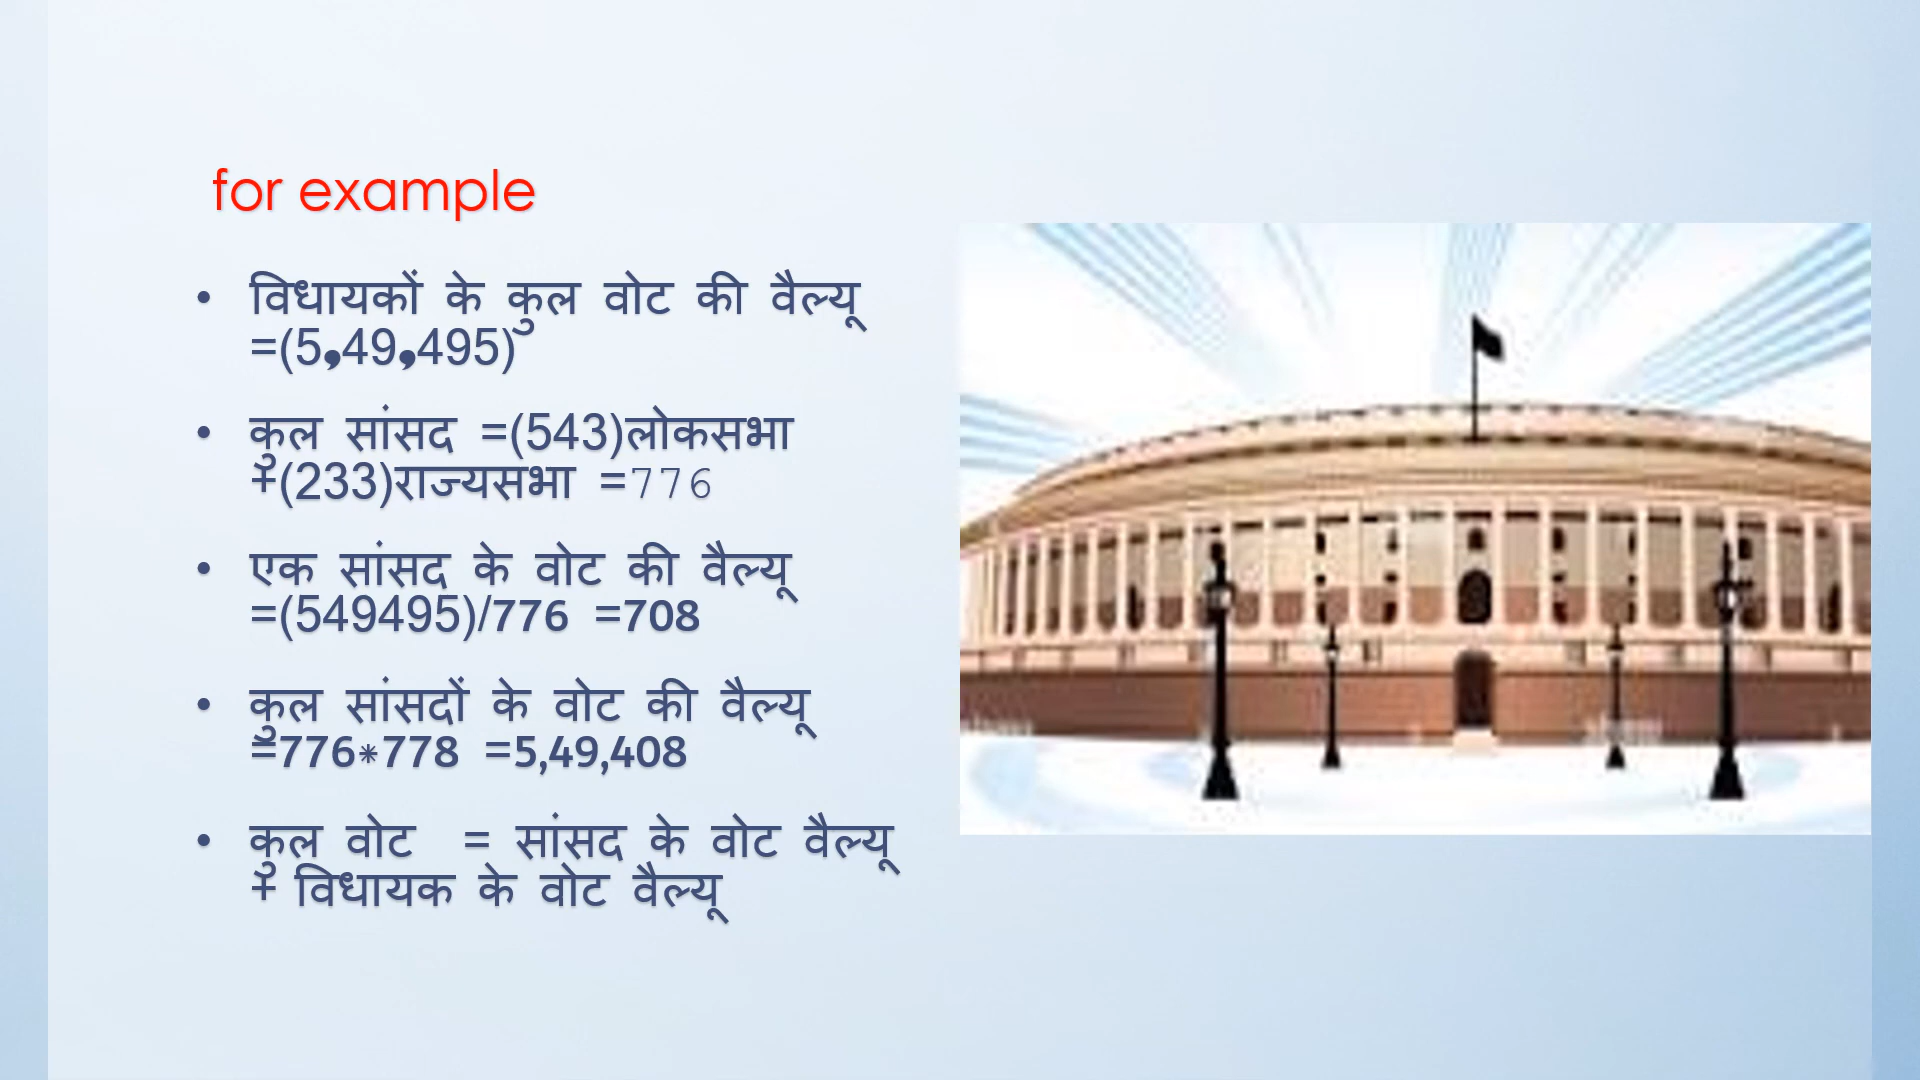 for example
• विधायकों के कुल वोट की वैल्यू
=(5,49,495)
• कुल सांसद =(543)लोकसभा
+(233)राज्यसभा =776
• एक सांसद के वोट की वैल्यू
=(549495)/776 =708
• कुल सांसदों के वोट की वैल्यू
=776*778 =5,49,408
• कुल वोट = सांसद के वोट वैल्यू
+ विधायक के वोट वैल्यू